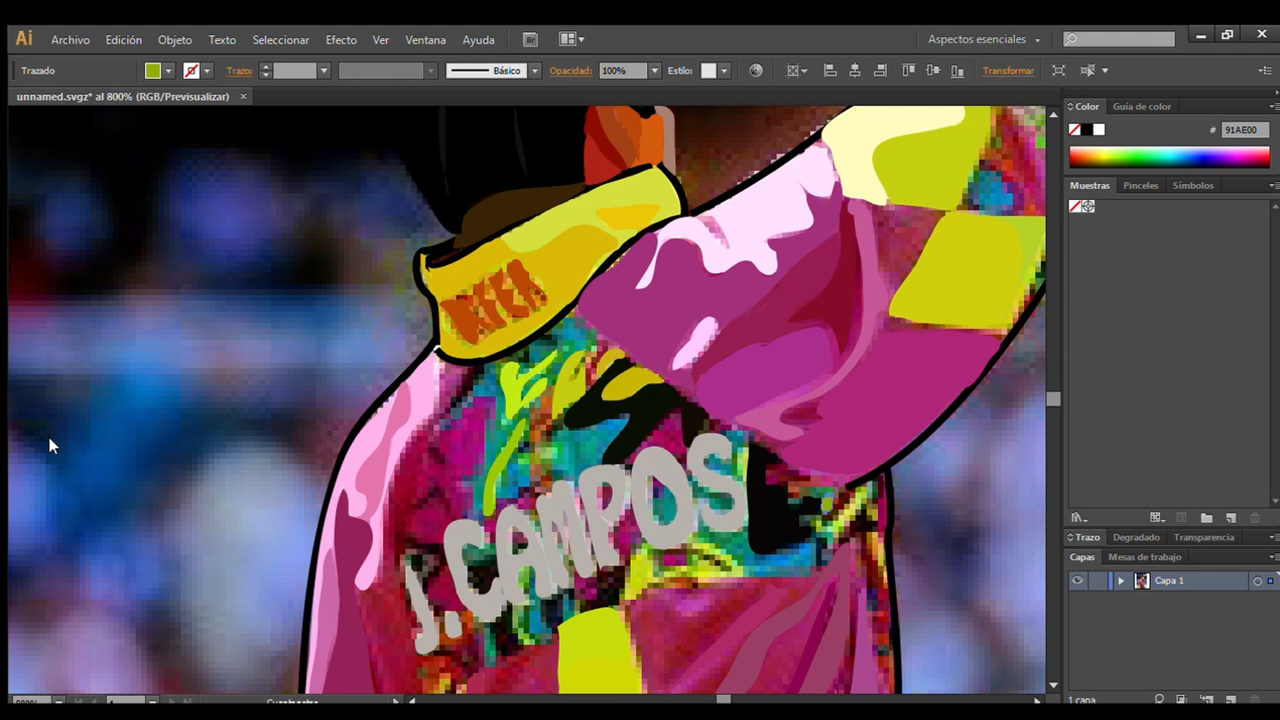 Ai Archivo Edición Objeto Texto Seleccionar Efecto Ver Ventana Ayuda Br Aspectos esenciales
Trazado Trazo: Básico Opacidad: 100% Estilo: Transformar
unnamed.svgz* al 800% (RGB/Previsualizar)
Color Guía de color
# 91AE00
Muestras Pinceles Símbolos
J.CAMPOS
Trazo Degradado Transparencia
Capas Mesas de trabajo
Capa 1
1 capa